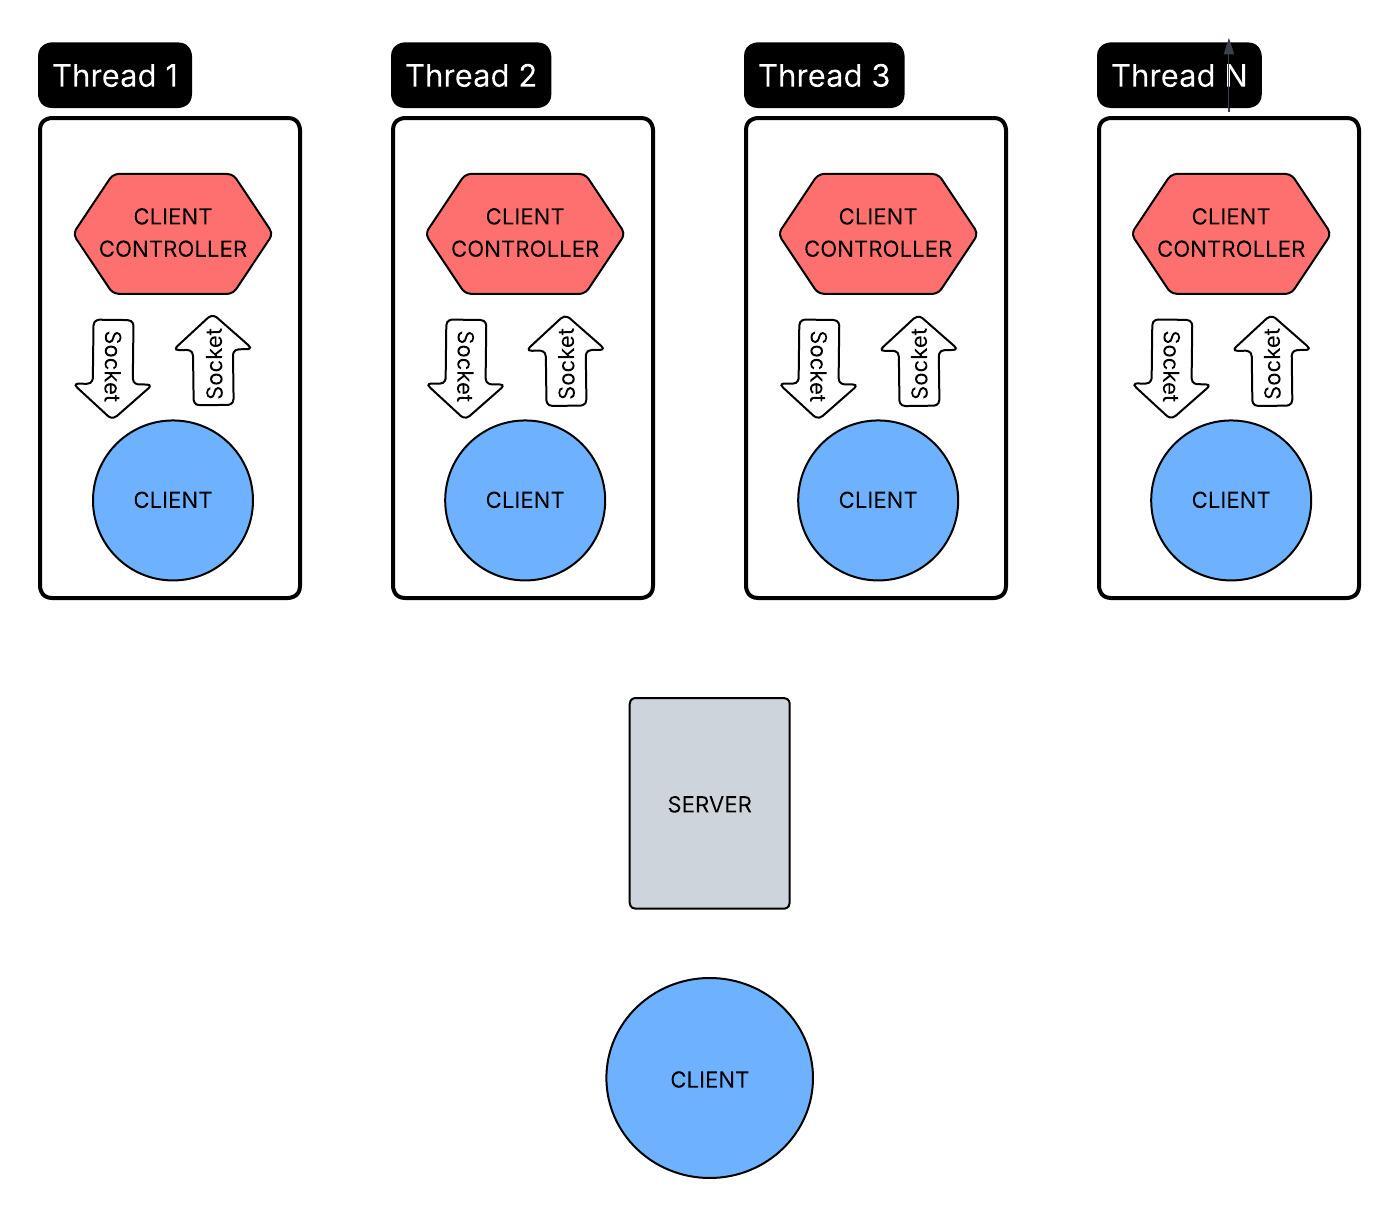 Thread 1
Thread 2
Thread 3
Thread N
CLIENT
CONTROLLER
CLIENT
CONTROLLER
CLIENT
CONTROLLER
CLIENT
CONTROLLER
Socket
Socket
Socket
Socket
Socket
Socket
Socket
Socket
CLIENT
CLIENT
CLIENT
CLIENT
SERVER
CLIENT